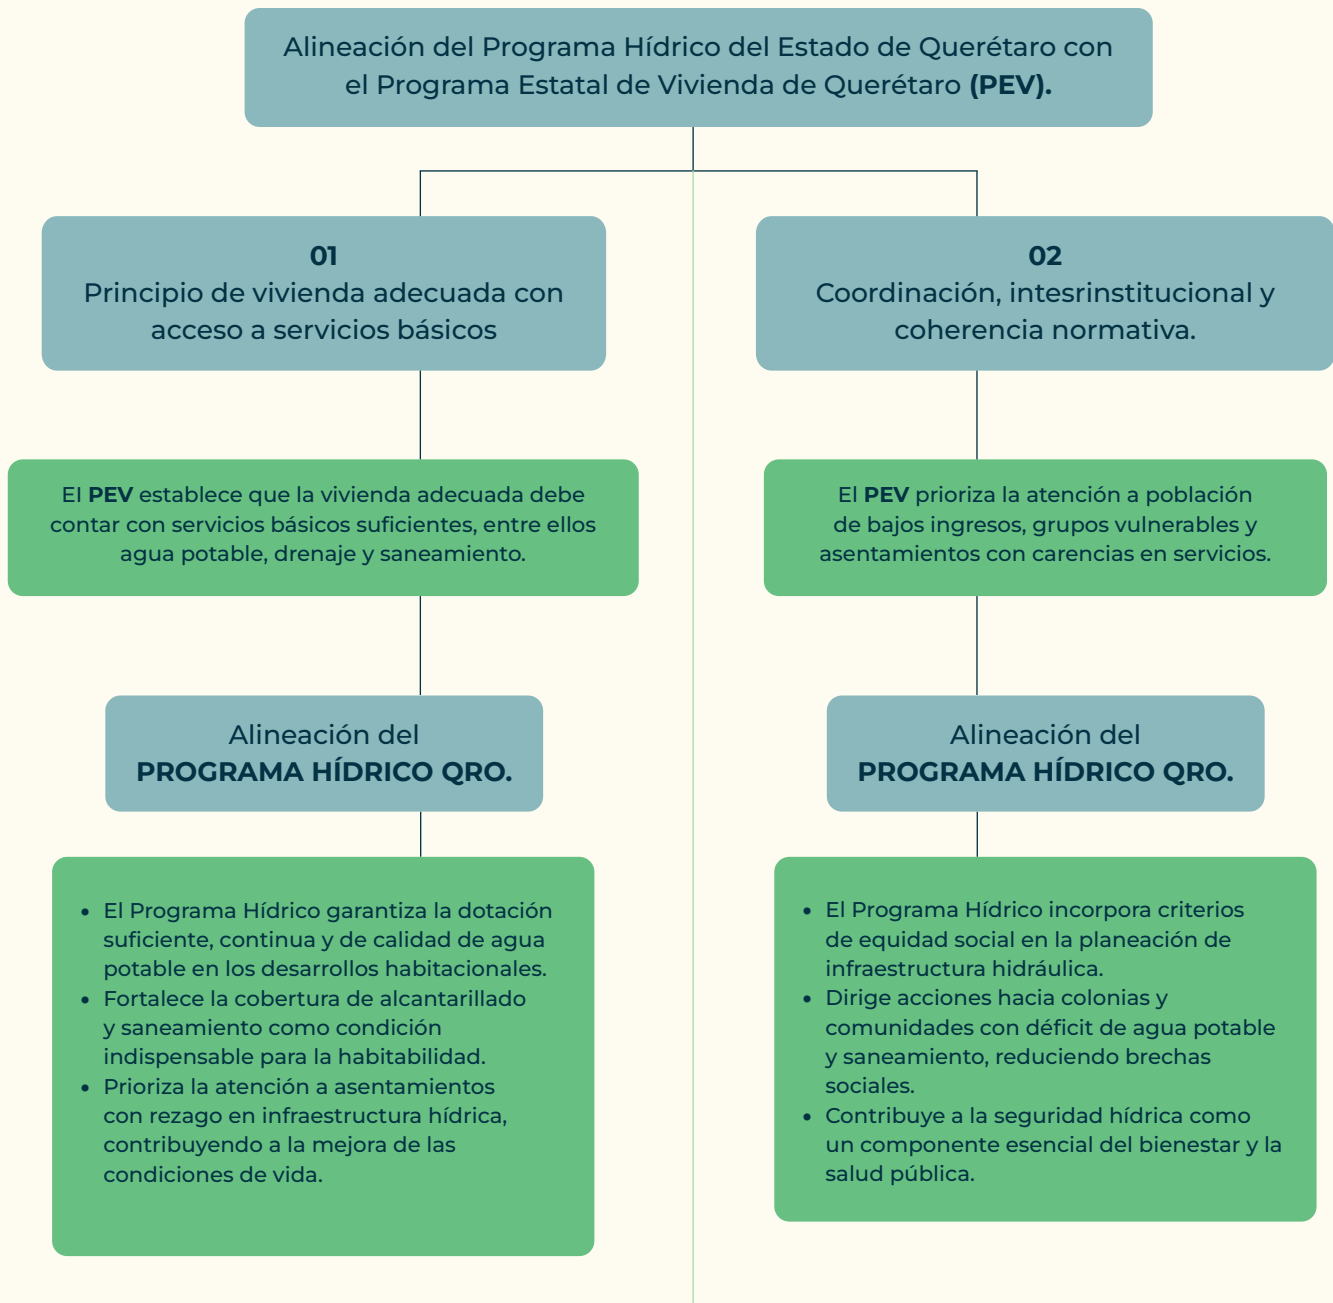 Alineación del Programa Hídrico del Estado de Querétaro con
el Programa Estatal de Vivienda de Querétaro (PEV).
01
Principio de vivienda adecuada con
acceso a servicios básicos
El PEV establece que la vivienda adecuada debe
contar con servicios básicos suficientes, entre ellos
agua potable, drenaje y saneamiento.
Alineación del
PROGRAMA HÍDRICO QRO.
• El Programa Hídrico garantiza la dotación
suficiente, continua y de calidad de agua
potable en los desarrollos habitacionales.
• Fortalece la cobertura de alcantarillado
y saneamiento como condición
indispensable para la habitabilidad.
• Prioriza la atención a asentamientos
con rezago en infraestructura hídrica,
contribuyendo a la mejora de las
condiciones de vida.
02
Coordinación, intesrinstitucional y
coherencia normativa.
El PEV prioriza la atención a población
de bajos ingresos, grupos vulnerables y
asentamientos con carencias en servicios.
Alineación del
PROGRAMA HÍDRICO QRO.
• El Programa Hídrico incorpora criterios
de equidad social en la planeación de
infraestructura hidráulica.
• Dirige acciones hacia colonias y
comunidades con déficit de agua potable
y saneamiento, reduciendo brechas
sociales.
• Contribuye a la seguridad hídrica como
un componente esencial del bienestar y la
salud pública.